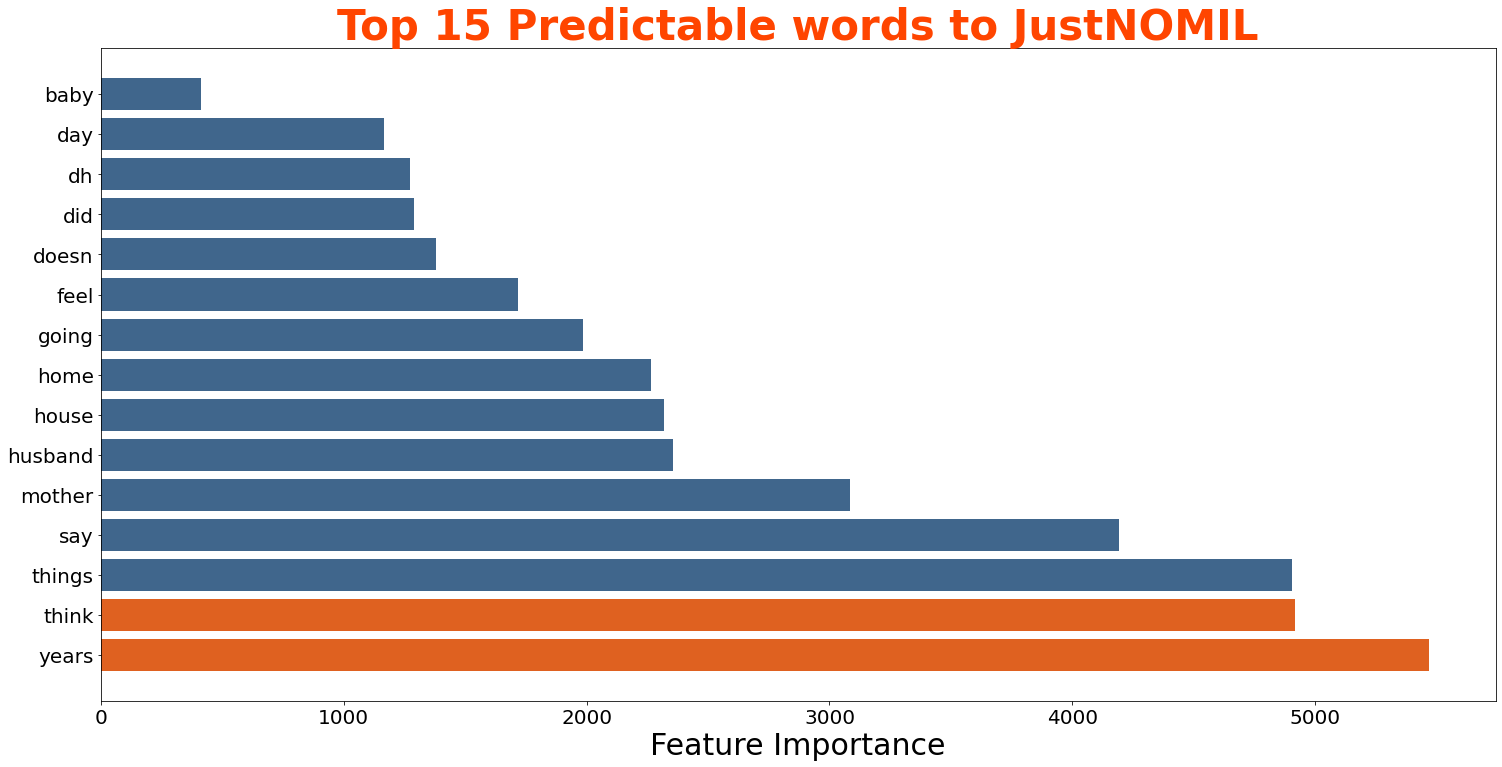 Top 15 Predictable words to JustNOMIL
baby
day
dh
did
doesn
feel
going
home
house
husband
mother
say
things
think
years
0 1000 2000 3000 4000 5000
Feature Importance